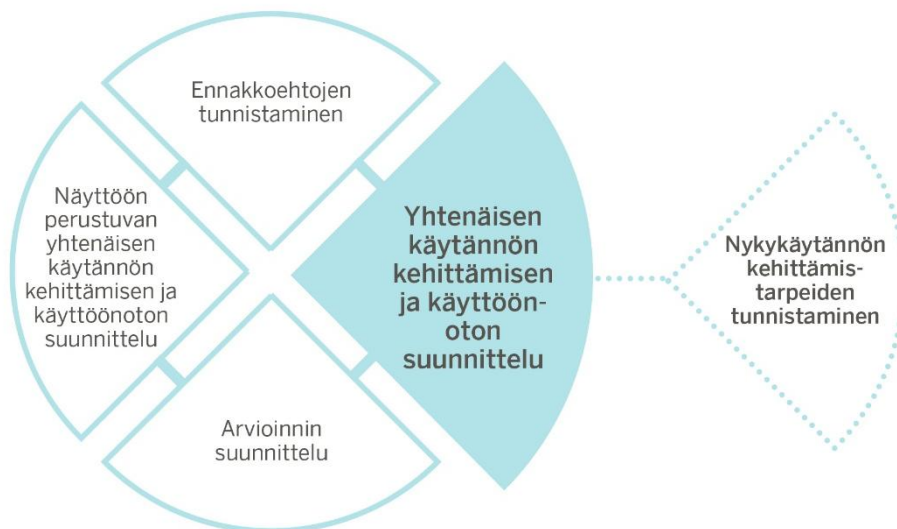 Ennakkoehtojen
tunnistaminen
Näyttöön
perustuvan
yhtenäisen
käytännön
kehittämisen ja
käyttöönoton
suunnittelu
Yhtenäisen
käytännön
kehittämisen
ja käyttöön-
oton
suunnittelu
Nykykäytännön
kehittämis-
tarpeiden
tunnistaminen
Arvioinnin
suunnittelu